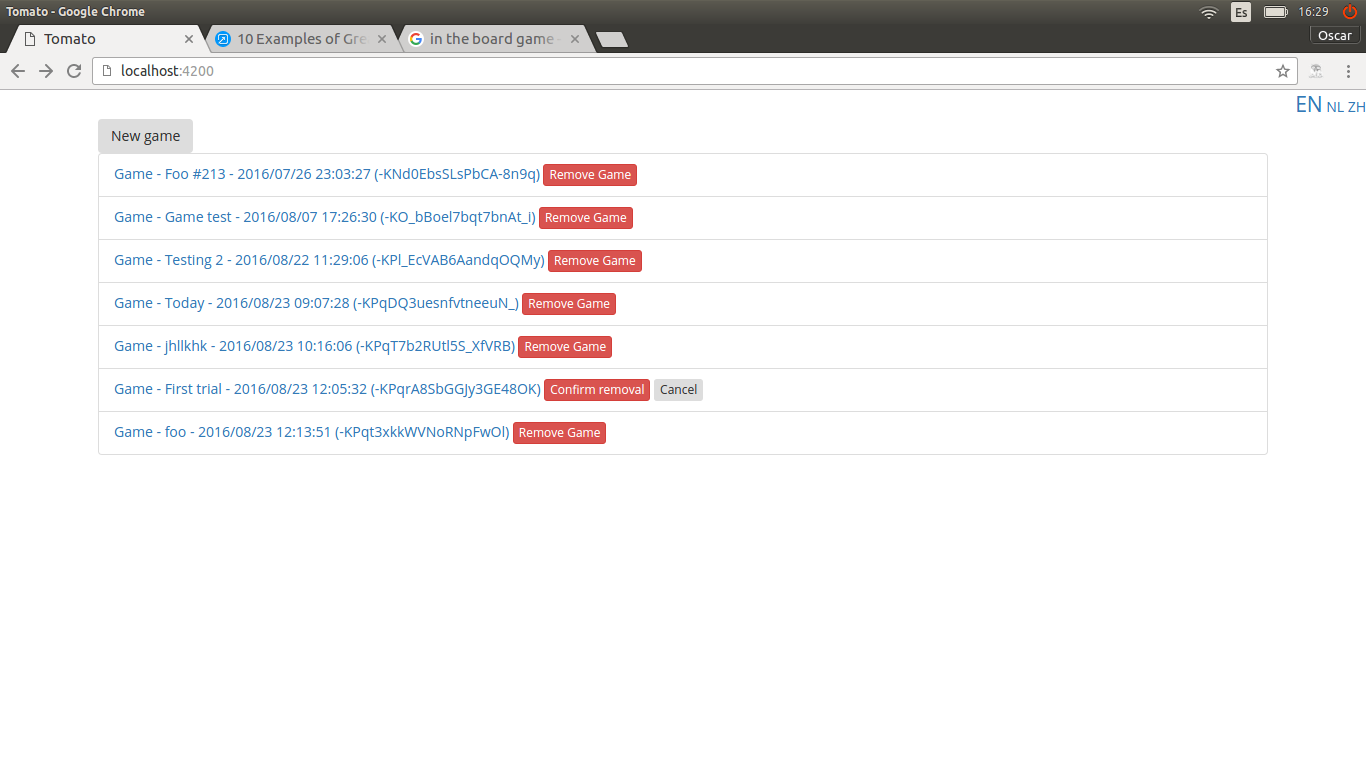 Tomato - Google Chrome
Es
16:29
Tomato
10 Examples of Gre
in the board game
Oscar
localhost:4200
EN NL ZH
New game
Game - Foo #213 - 2016/07/26 23:03:27 (-KNd0EbsSLsPbCA-8n9q) Remove Game
Game - Game test - 2016/08/07 17:26:30 (-KO_bBoel7bqt7bnAt_i) Remove Game
Game - Testing 2 - 2016/08/22 11:29:06 (-KPl_EcVAB6AandqOQMy) Remove Game
Game - Today - 2016/08/23 09:07:28 (-KPqDQ3uesnfvtneeuN_) Remove Game
Game - jhllkhk - 2016/08/23 10:16:06 (-KPqT7b2RUtl5S_XfVRB) Remove Game
Game - First trial - 2016/08/23 12:05:32 (-KPqrA8SbGGJy3GE48OK) Confirm removal Cancel
Game - foo - 2016/08/23 12:13:51 (-KPqt3xkkWVNoRNpFwOl) Remove Game